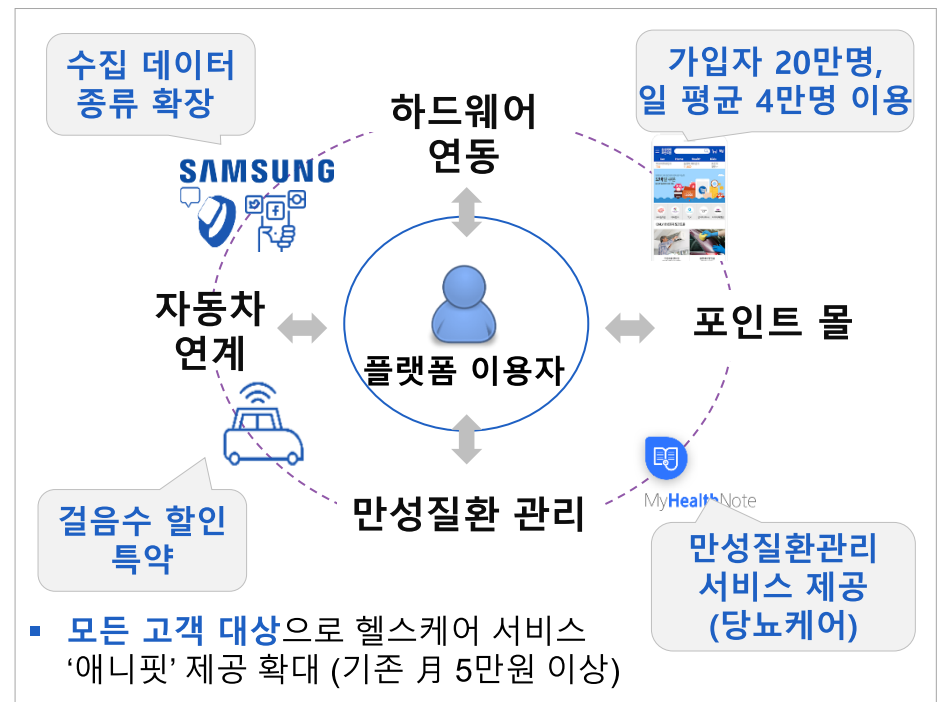 수집 데이터
종류 확장
가입자 20만명,
일 평균 4만명 이용
하드웨어
연동
SAMSUNG
자동차
연계
포인트 몰
플랫폼 이용자
만성질환 관리
MyHealthNote
걸음수 할인
특약
만성질환관리
서비스 제공
(당뇨케어)
▪ 모든 고객 대상으로 헬스케어 서비스
‘애니핏’ 제공 확대 (기존 月 5만원 이상)